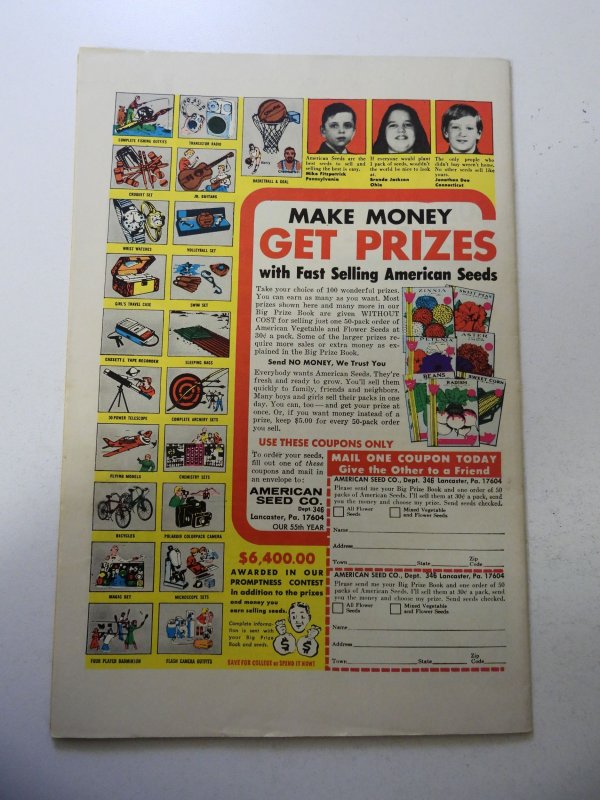 COMPLETE FISHING OUTFITS
TRANSISTOR RADIO
BASKETBALL & GOAL
CROQUET SET
JR. GUITARS
WRIST WATCHES
VOLLEYBALL SET
GIRL'S TRAVEL CASE
SWIM SET
CASSETTE TAPE RECORDER
SLEEPING BAGS
30 POWER TELESCOPE
COMPLETE ARCHERY SETS
FLYING MODELS
CHEMISTRY SETS
BICYCLES
POLAROID COLORPACK CAMERA
MAGIC SET
MICROSCOPE SETS
FOUR PLAYER BADMINTON
FLASH CAMERA OUTFITS
American Seeds are the
best seeds to sell and
selling the best is easy.
Mike Fitzpatrick
Pennsylvania
If everyone would plant
3 pack of seeds, wouldn't
the world be nice to look
at.
Brenda Jackson
Ohio
The only people who
didn't buy weren't home.
No other seeds sell like
yours.
Jonathan Dew
Connecticut
MAKE MONEY
GET PRIZES
with Fast Selling American Seeds
Take your choice of 100 wonderful prizes.
You can earn as many as you want. Most
prizes shown here and many more in our
Big Prize Book are given WITHOUT
COST for selling just one 50-pack order of
American Vegetable and Flower Seeds at
30¢ a pack. Some of the larger prizes re-
quire more sales or extra money as ex-
plained in the Big Prize Book.
Send NO MONEY, We Trust You
Everybody wants American Seeds. They're
fresh and ready to grow. You'll sell them
quickly to family, friends and neighbors.
Many boys and girls sell their packs in one
day. You can, too — and get your prize at
once. Or, if you want money instead of a
prize, keep $5.00 for every 50-pack order
you sell.
ZINNIA
SWEET PEAS
PETUNIA
ASTER
BEANS
RADISH
SWEET CORN
USE THESE COUPONS ONLY
To order your seeds,
fill out one of these
coupons and mail in
an envelope to:
AMERICAN
SEED CO.
Dept 346
Lancaster, Pa. 17604
OUR 55th YEAR
$6,400.00
AWARDED IN OUR
PROMPTNESS CONTEST
In addition to the prizes
and money you
earn selling seeds.
Complete informa-
tion is sent with
your Big Prize
Book and seeds.
SAVE FOR COLLEGE or SPEND IT NOW!
MAIL ONE COUPON TODAY
Give the Other to a Friend
AMERICAN SEED CO., Dept. 346 Lancaster, Pa. 17604
Please send me your Big Prize Book and one order of 50
packs of American Seeds. I'll sell them at 30¢ a pack, send
you the money and choose my prize. Send seeds checked.
All Flower
Seeds
Mixed Vegetable
and Flower Seeds
Name
Address
Town State Zip Code
AMERICAN SEED CO., Dept. 346 Lancaster, Pa. 17604
Please send me your Big Prize Book and one order of 50
packs of American Seeds. I'll sell them at 30¢ a pack, send
you the money and choose my prize. Send seeds checked.
All Flower
Seeds
Mixed Vegetable
and Flower Seeds
Name
Address
Town State Zip Code